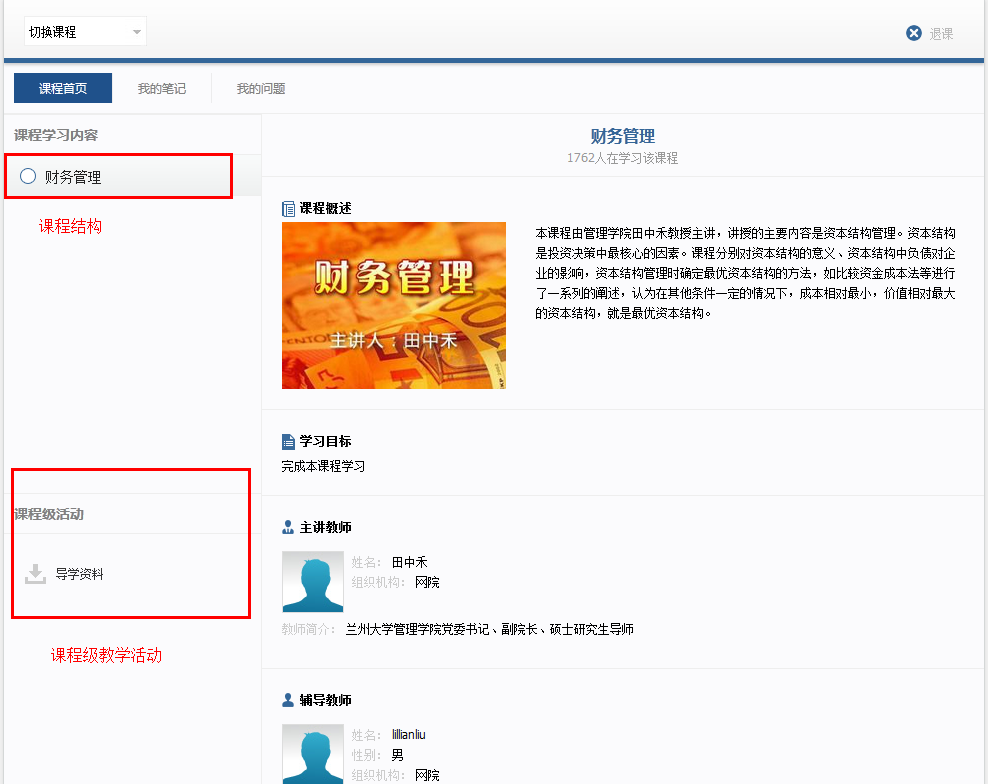 切换课程
退课
课程首页 我的笔记 我的问题
课程学习内容
财务管理
课程结构
课程级活动
导学资料
课程级教学活动
财务管理
1762人在学习该课程
课程概述
财务管理
主讲人：田中禾
本课程由管理学院田中禾教授主讲，讲授的主要内容是资本结构管理。资本结构
是投资决策中最核心的因素。课程分别对资本结构的意义、资本结构中负债对企
业的影响，资本结构管理时确定最优资本结构的方法，如比较资金成本法等进行
了一系列的阐述，认为在其他条件一定的情况下，成本相对最小，价值相对最大
的资本结构，就是最优资本结构。
学习目标
完成本课程学习
主讲教师
姓名： 田中禾
组织机构： 网院
教师简介： 兰州大学管理学院党委书记、副院长、硕士研究生导师
辅导教师
姓名： lillianliu
性别： 男
组织机构： 网院